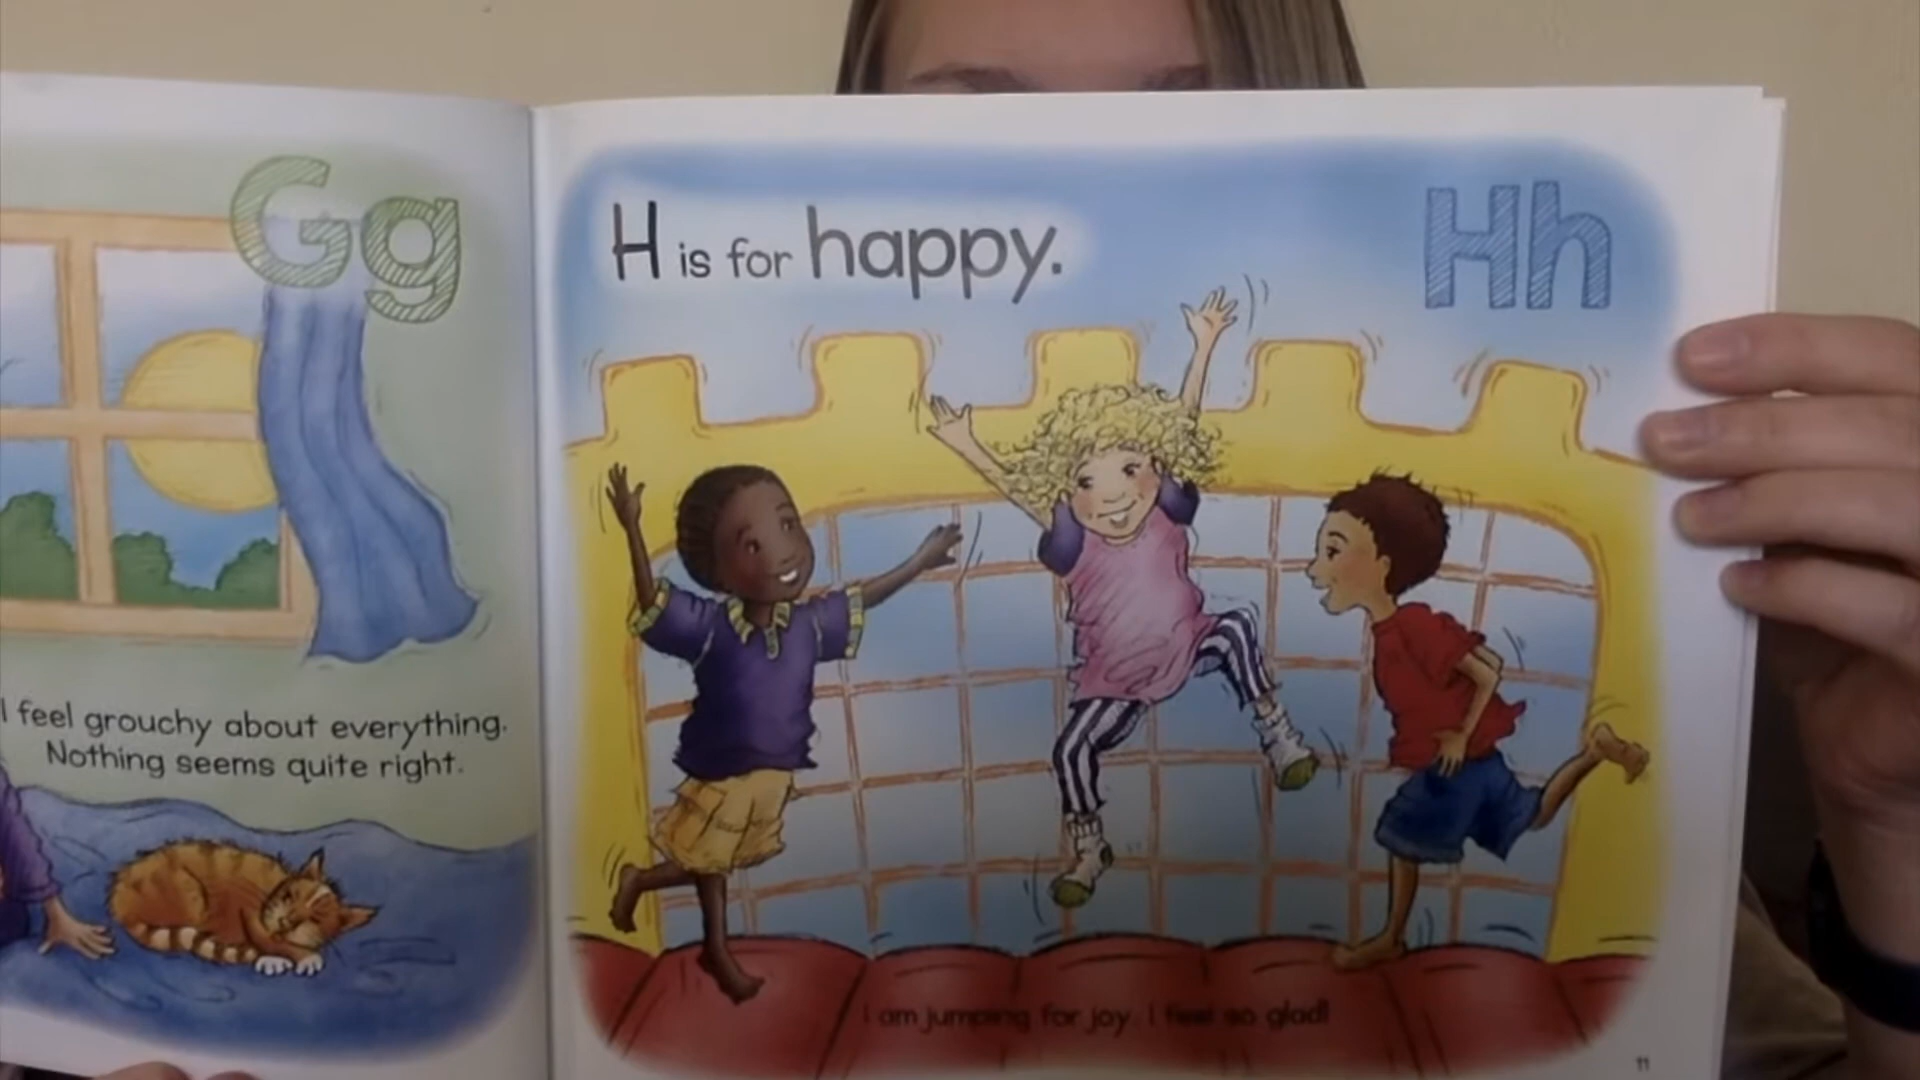 Gg
I feel grouchy about everything.
Nothing seems quite right.
H is for happy.
Hh
I am jumping for joy. I feel so glad!
11